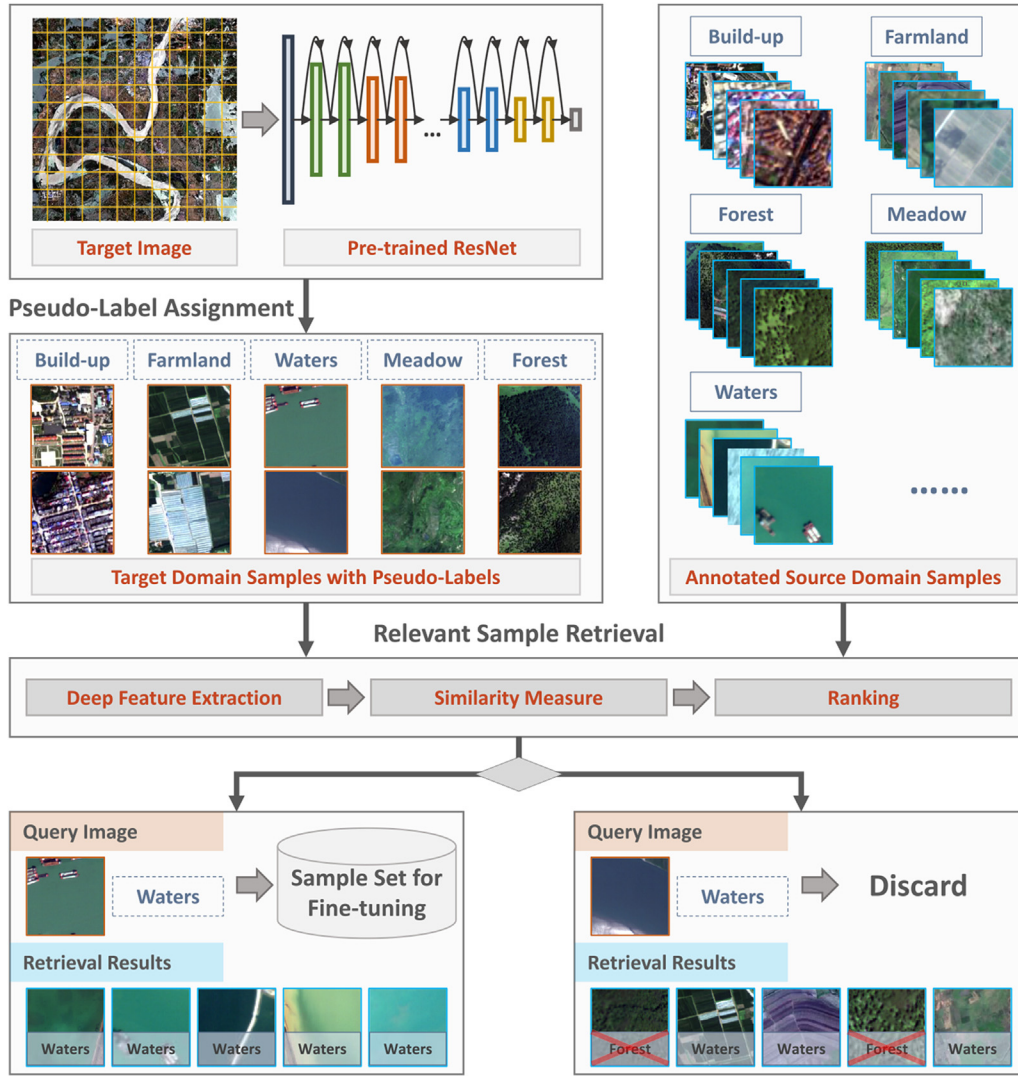 Target Image
Pre-trained ResNet
...
Build-up
Farmland
Forest
Meadow
Waters
......
Annotated Source Domain Samples
Pseudo-Label Assignment
Build-up
Farmland
Waters
Meadow
Forest
Target Domain Samples with Pseudo-Labels
Relevant Sample Retrieval
Deep Feature Extraction
Similarity Measure
Ranking
Query Image
Waters
Sample Set for
Fine-tuning
Retrieval Results
Waters
Waters
Waters
Waters
Waters
Query Image
Waters
Discard
Retrieval Results
Forest
Waters
Waters
Forest
Waters